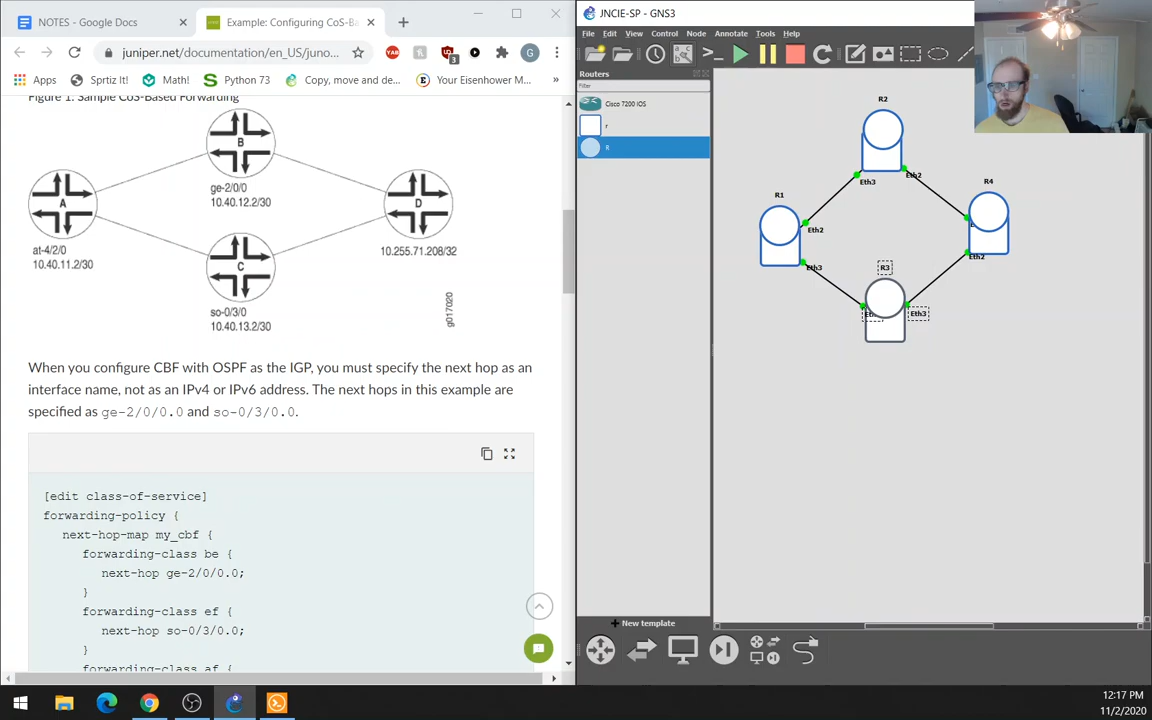 NOTES - Google Docs
Example: Configuring CoS-Ba
juniper.net/documentation/en_US/juno...
YAB
3
G
Apps
Sprtiz It!
Math!
Python 73
Copy, move and de...
Your Eisenhower M...
»
Figure 1: Sample CoS-Based Forwarding
B
ge-2/0/0
10.40.12.2/30
A
at-4/2/0
10.40.11.2/30
D
10.255.71.208/32
C
so-0/3/0
10.40.13.2/30
g017020
When you configure CBF with OSPF as the IGP, you must specify the next hop as an
interface name, not as an IPv4 or IPv6 address. The next hops in this example are
specified as ge-2/0/0.0 and so-0/3/0.0.
[edit class-of-service]
forwarding-policy {
next-hop-map my_cbf {
forwarding-class be {
next-hop ge-2/0/0.0;
}
forwarding-class ef {
next-hop so-0/3/0.0;
}
forwarding-class af {
JNCIE-SP - GNS3
File Edit View Control Node Annotate Tools Help
Routers
Filter
Cisco 7200 IOS
r
R
New template
R2
Eth3
Eth2
R4
Eth2
R1
Eth2
Eth3
R3
Eth3
12:17 PM
11/2/2020